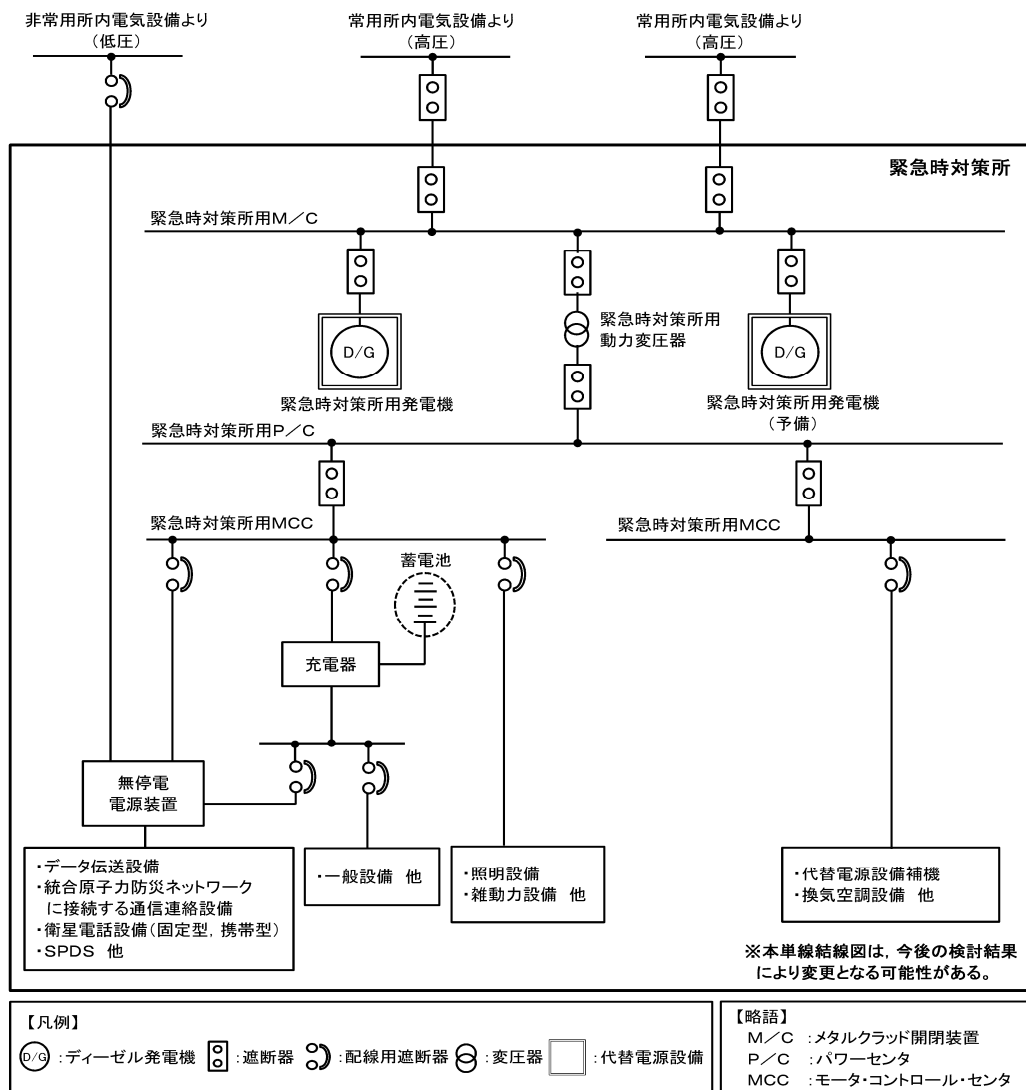 非常用所内電気設備より
（低圧）
常用所内電気設備より
（高圧）
常用所内電気設備より
（高圧）
緊急時対策所
緊急時対策所用Ｍ／Ｃ
D/G
緊急時対策所用発電機
緊急時対策所用
動力変圧器
D/G
緊急時対策所用発電機
（予備）
緊急時対策所用Ｐ／Ｃ
緊急時対策所用ＭＣＣ
緊急時対策所用ＭＣＣ
蓄電池
充電器
無停電
電源装置
・データ伝送設備
・統合原子力防災ネットワーク
に接続する通信連絡設備
・衛星電話設備（固定型，携帯型）
・ＳＰＤＳ 他
・一般設備 他
・照明設備
・雑動力設備 他
・代替電源設備補機
・換気空調設備 他
※本単線結線図は，今後の検討結果
により変更となる可能性がある。
【凡例】
D/G ：ディーゼル発電機 ：遮断器 ：配線用遮断器 ：変圧器 ：代替電源設備
【略語】
Ｍ／Ｃ ：メタルクラッド開閉装置
Ｐ／Ｃ ：パワーセンタ
ＭＣＣ ：モータ・コントロール・センタ